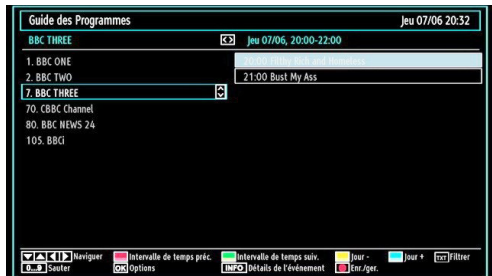 Guide des Programmes Jeu 07/06 20:32
BBC THREE Jeu 07/06, 20:00-22:00
1. BBC ONE 20:00 Filthy Rich and Homeless
2. BBC TWO 21:00 Bust My Ass
7. BBC THREE
70. CBBC Channel
80. BBC NEWS 24
105. BBCi
Naviguer Intervalle de temps préc. Intervalle de temps suiv. Jour - Jour + TXT Filtrer
0...9 Sauter OK Options INFO Détails de l'événement Enr./ger.